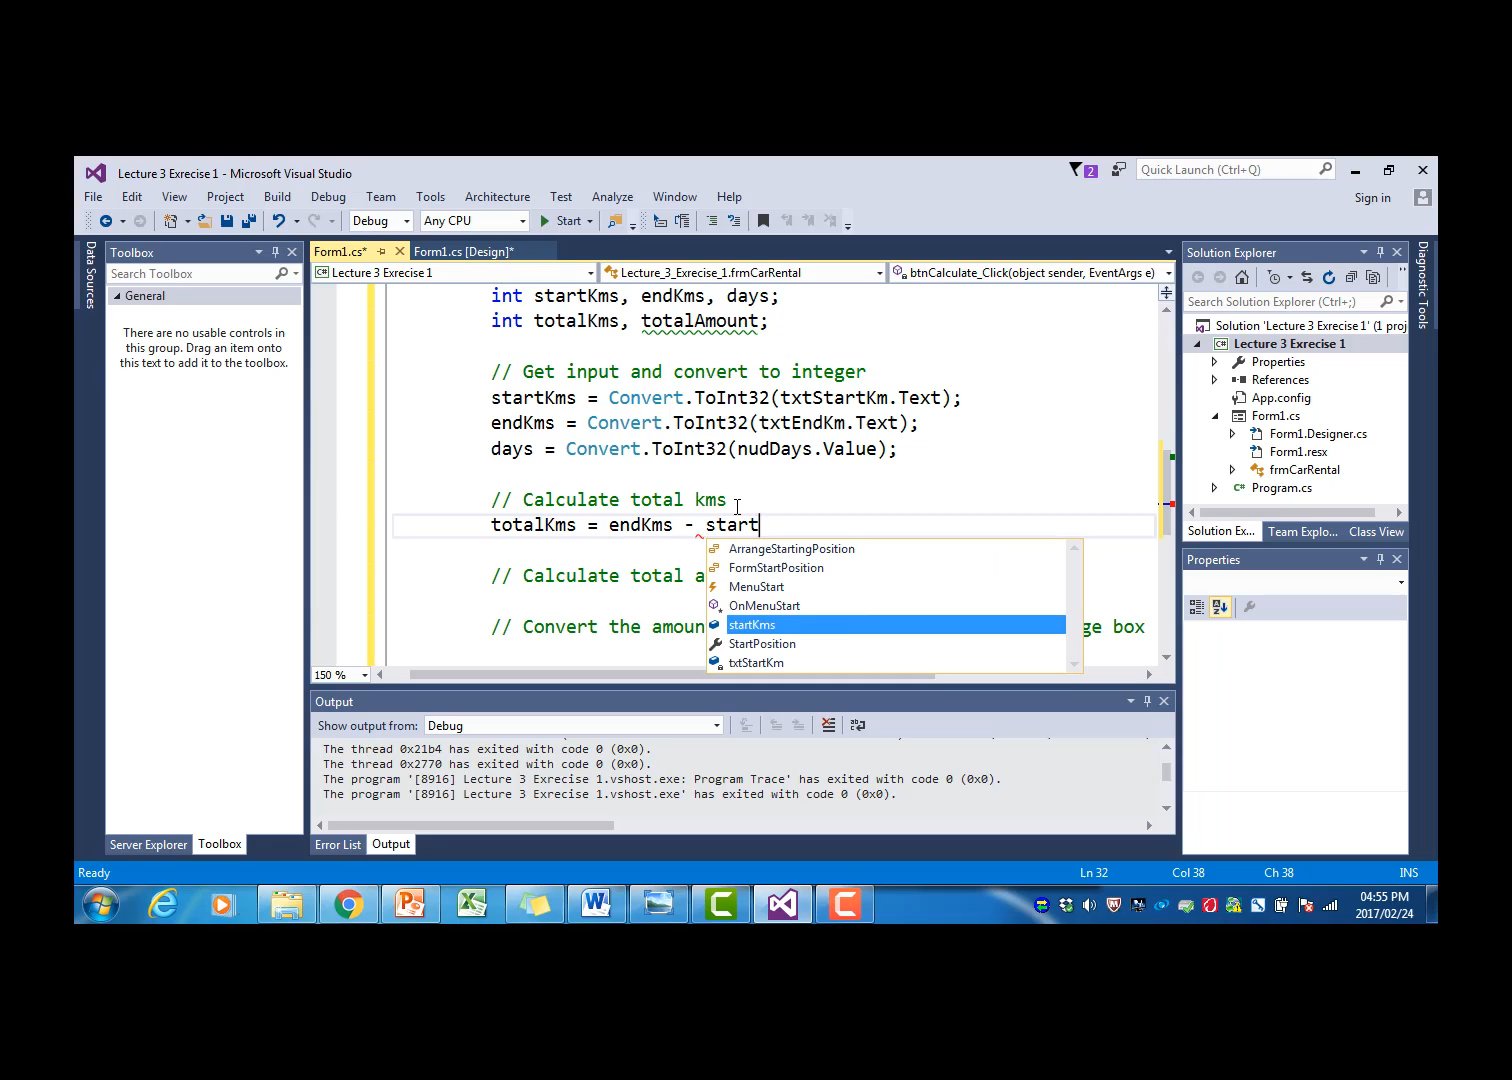 Lecture 3 Exrecise 1 - Microsoft Visual Studio
2
Quick Launch (Ctrl+Q)
File Edit View Project Build Debug Team Tools Architecture Test Analyze Window Help
Sign in
Debug
Any CPU
Start
Data Sources
Toolbox
Search Toolbox
General
There are no usable controls in
this group. Drag an item onto
this text to add it to the toolbox.
Server Explorer
Toolbox
Form1.cs*
Form1.cs [Design]*
Lecture 3 Exrecise 1
Lecture_3_Exrecise_1.frmCarRental
btnCalculate_Click(object sender, EventArgs e)
int startKms, endKms, days;
int totalKms, totalAmount;
// Get input and convert to integer
startKms = Convert.ToInt32(txtStartKm.Text);
endKms = Convert.ToInt32(txtEndKm.Text);
days = Convert.ToInt32(nudDays.Value);
// Calculate total kms
totalKms = endKms - start
ArrangeStartingPosition
FormStartPosition
MenuStart
OnMenuStart
startKms
StartPosition
txtStartKm
// Calculate total a
// Convert the amoun
ge box
150 %
Output
Show output from:
Debug
The thread 0x21b4 has exited with code 0 (0x0).
The thread 0x2770 has exited with code 0 (0x0).
The program '[8916] Lecture 3 Exrecise 1.vshost.exe: Program Trace' has exited with code 0 (0x0).
The program '[8916] Lecture 3 Exrecise 1.vshost.exe' has exited with code 0 (0x0).
Error List
Output
Solution Explorer
Search Solution Explorer (Ctrl+;)
Solution 'Lecture 3 Exrecise 1' (1 proj
Lecture 3 Exrecise 1
Properties
References
App.config
Form1.cs
Form1.Designer.cs
Form1.resx
frmCarRental
Program.cs
Solution Ex...
Team Explo...
Class View
Properties
Diagnostic Tools
Ready
Ln 32
Col 38
Ch 38
INS
04:55 PM
2017/02/24